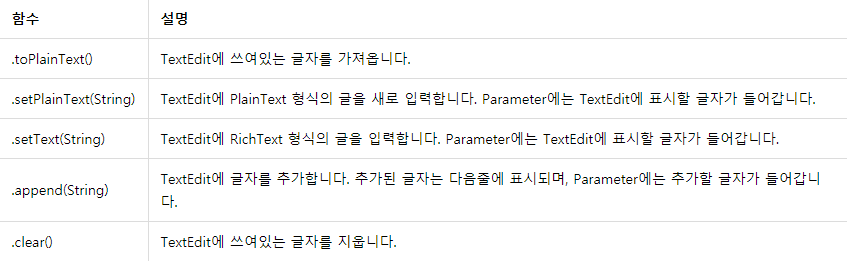 함수 설명
.toPlainText() TextEdit에 쓰여있는 글자를 가져옵니다.
.setPlainText(String) TextEdit에 PlainText 형식의 글을 새로 입력합니다. Parameter에는 TextEdit에 표시할 글자가 들어갑니다.
.setText(String) TextEdit에 RichText 형식의 글을 입력합니다. Parameter에는 TextEdit에 표시할 글자가 들어갑니다.
.append(String) TextEdit에 글자를 추가합니다. 추가된 글자는 다음줄에 표시되며, Parameter에는 추가할 글자가 들어갑니
다.
.clear() TextEdit에 쓰여있는 글자를 지웁니다.